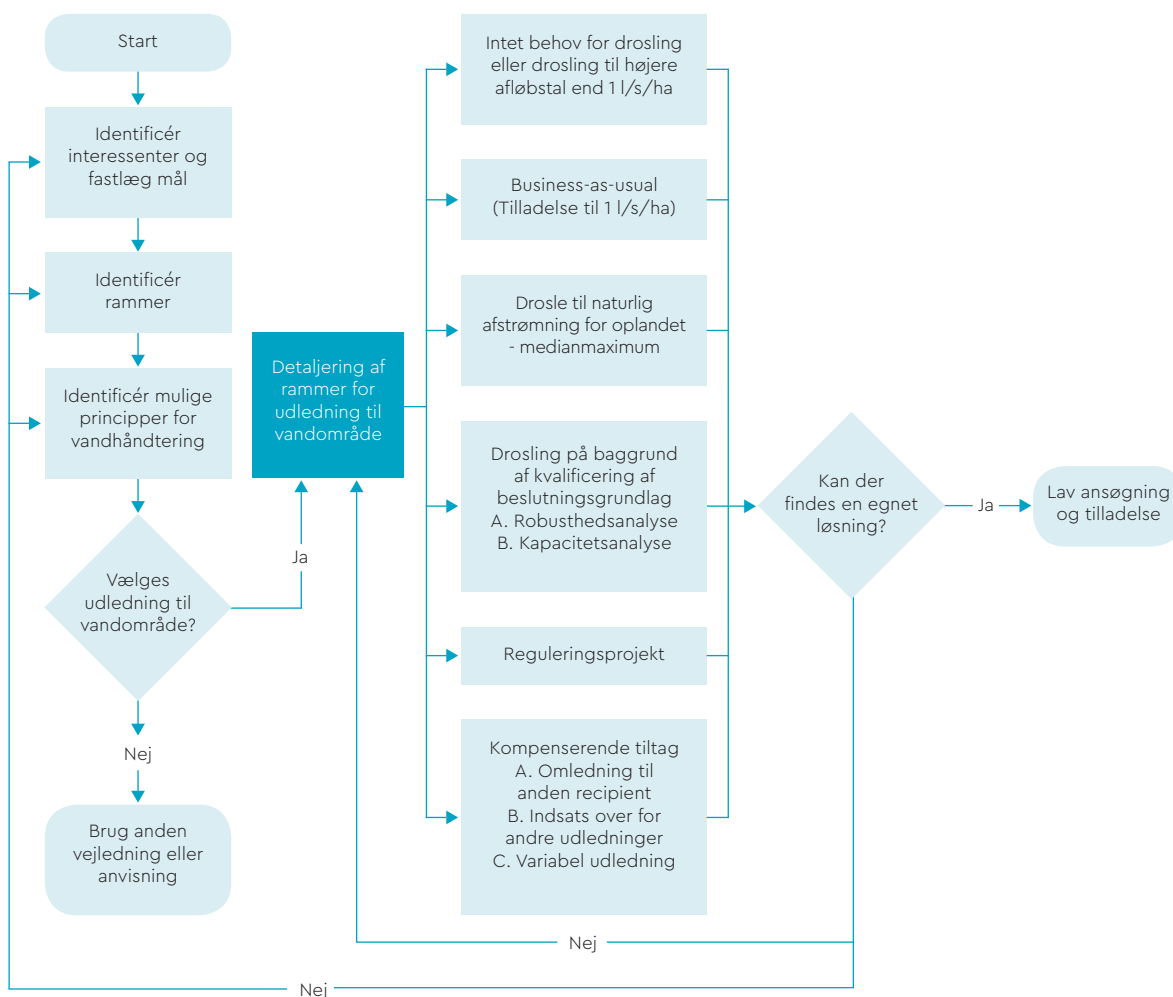 Start
Identificér
interessenter og
fastlæg mål
Identificér
rammer
Identificér mulige
principper for
vandhåndtering
Vælges
udledning til
vandområde?
Ja
Nej
Brug anden
vejledning eller
anvisning
Detaljering af
rammer for
udledning til
vandområde
Intet behov for drosling
eller drosling til højere
afløbstal end 1 l/s/ha
Business-as-usual
(Tilladelse til 1 l/s/ha)
Drosle til naturlig
afstrømning for oplandet
- medianmaximum
Drosling på baggrund
af kvalificering af
beslutningsgrundlag
A. Robusthedsanalyse
B. Kapacitetsanalyse
Reguleringsprojekt
Kompenserende tiltag
A. Omledning til
anden recipient
B. Indsats over for
andre udledninger
C. Variabel udledning
Kan der
findes en egnet
løsning?
Ja
Lav ansøgning
og tilladelse
Nej
Nej